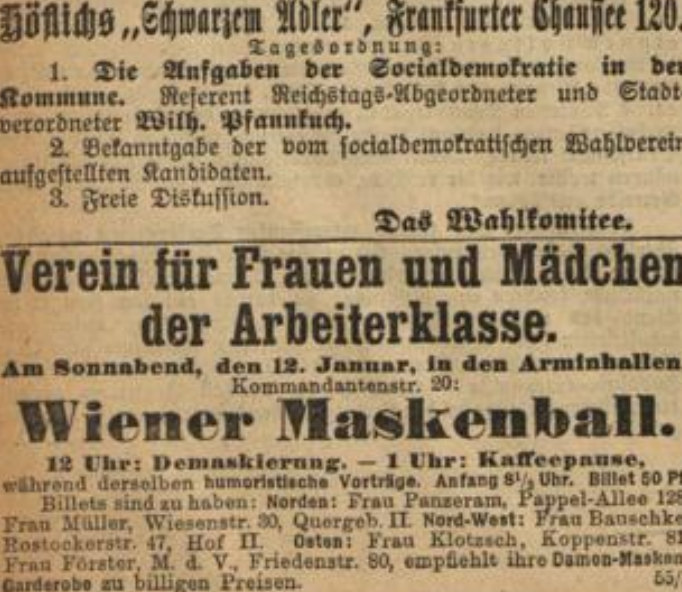 Höflichs „Schwarzem Adler“, Frankfurter Chaussee 120.
Tagesordnung:
1. Die Aufgaben der Socialdemokratie in der
Kommune. Referent Reichstags-Abgeordneter und Stadt-
verordneter Wilh. Pfannkuch.
2. Bekanntgabe der vom socialdemokratischen Wahlverein
aufgestellten Kandidaten.
3. Freie Diskussion.
Das Wahlkomitee.
Verein für Frauen und Mädchen
der Arbeiterklasse.
Am Sonnabend, den 12. Januar, in den Arminhallen
Kommandantenstr. 20:
Wiener Maskenball.
12 Uhr: Demaskierung. — 1 Uhr: Kaffeepause,
während derselben humoristische Vorträge. Anfang 8½ Uhr. Billet 50 Pf
Billets sind zu haben: Norden: Frau Panzeram, Pappel-Allee 128
Frau Müller, Wiesenstr. 30, Quergeb. II. Nord-West: Frau Bauschke
Rostockerstr. 47, Hof II. Osten: Frau Klotzsch, Koppenstr. 81
Frau Förster, M. d. V., Friedenstr. 80, empfiehlt ihre Damen-Masken
Garderobe zu billigen Preisen. 55/